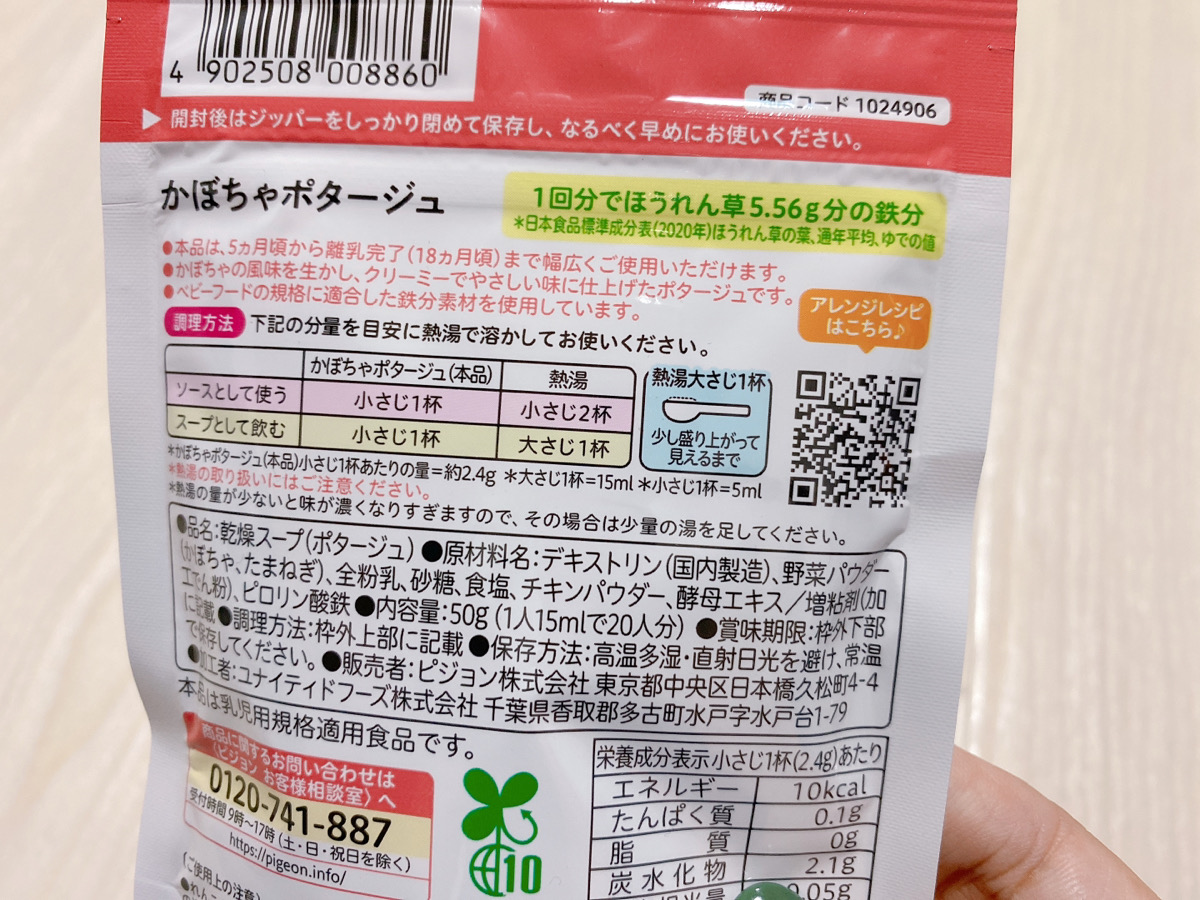 4 902508 008860
商品コード 1024906
▶ 開封後はジッパーをしっかり閉めて保存し、なるべく早めにお使いください。
かぼちゃポタージュ
1回分でほうれん草5.56g分の鉄分
*日本食品標準成分表(2020年)ほうれん草の葉、通年平均、ゆでの値
●本品は、5ヵ月頃から離乳完了(18ヵ月頃)まで幅広くご使用いただけます。
●かぼちゃの風味を生かし、クリーミーでやさしい味に仕上げたポタージュです。
●ベビーフードの規格に適合した鉄分素材を使用しています。
アレンジレシピ
はこちら♪
調理方法 下記の分量を目安に熱湯で溶かしてお使いください。
かぼちゃポタージュ(本品) 熱湯
ソースとして使う 小さじ1杯 小さじ2杯
スープとして飲む 小さじ1杯 大さじ1杯
熱湯大さじ1杯
少し盛り上がって
見えるまで
*かぼちゃポタージュ(本品)小さじ1杯あたりの量=約2.4g *大さじ1杯=15ml *小さじ1杯=5ml
*熱湯の取り扱いにはご注意ください。
*熱湯の量が少ないと味が濃くなりすぎますので、その場合は少量の湯を足してください。
●品名:乾燥スープ(ポタージュ) ●原材料名:デキストリン(国内製造)、野菜パウダー
(かぼちゃ、たまねぎ)、全粉乳、砂糖、食塩、チキンパウダー、酵母エキス/増粘剤(加
工でん粉)、ピロリン酸鉄 ●内容量:50g(1人15mlで20人分) ●賞味期限:枠外下部
に記載 ●調理方法:枠外上部に記載 ●保存方法:高温多湿・直射日光を避け、常温
で保存してください。 ●販売者:ピジョン株式会社 東京都中央区日本橋久松町4-4
●加工者:ユナイティドフーズ株式会社 千葉県香取郡多古町水戸字水戸台1-79
本品は乳児用規格適用食品です。
商品に関するお問い合わせは
〈ピジョン お客様相談室〉へ
0120-741-887
受付時間 9時〜17時(土・日・祝日を除く)
https://pigeon.info/
10
栄養成分表示 小さじ1杯(2.4g)あたり
エネルギー 10kcal
たんぱく質 0.1g
脂質 0g
炭水化物 2.1g
0.05g
(ご使用上の注意)